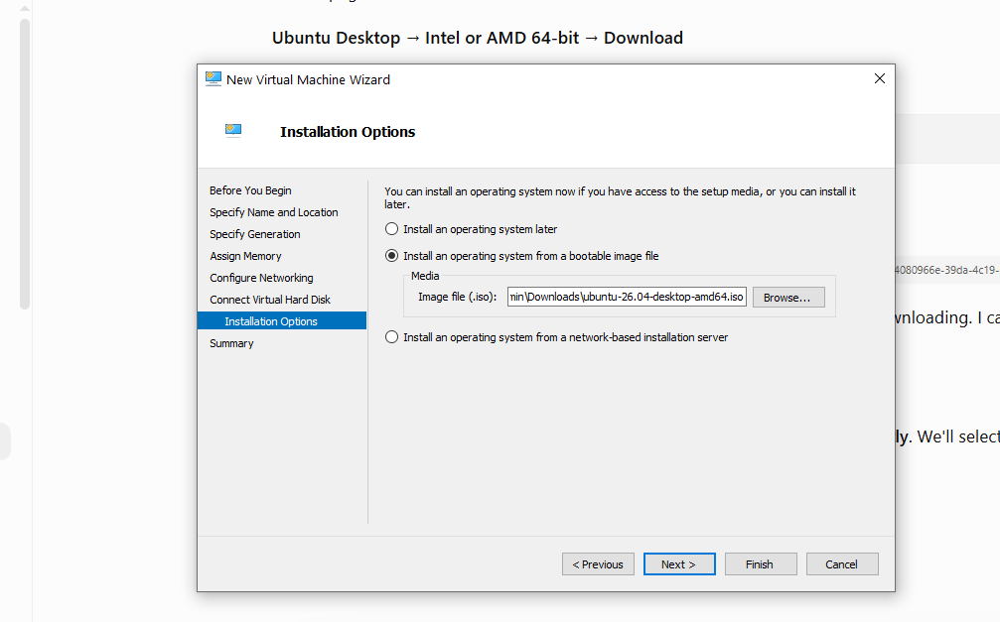 Ubuntu Desktop → Intel or AMD 64-bit → Download
New Virtual Machine Wizard
Installation Options
Before You Begin
Specify Name and Location
Specify Generation
Assign Memory
Configure Networking
Connect Virtual Hard Disk
Installation Options
Summary
You can install an operating system now if you have access to the setup media, or you can install it
later.
Install an operating system later
Install an operating system from a bootable image file
Media
Image file (.iso): min\Downloads\ubuntu-26.04-desktop-amd64.iso Browse...
Install an operating system from a network-based installation server
4080966e-39da-4c19-
wnloading. I ca
ly. We'll select
< Previous Next > Finish Cancel